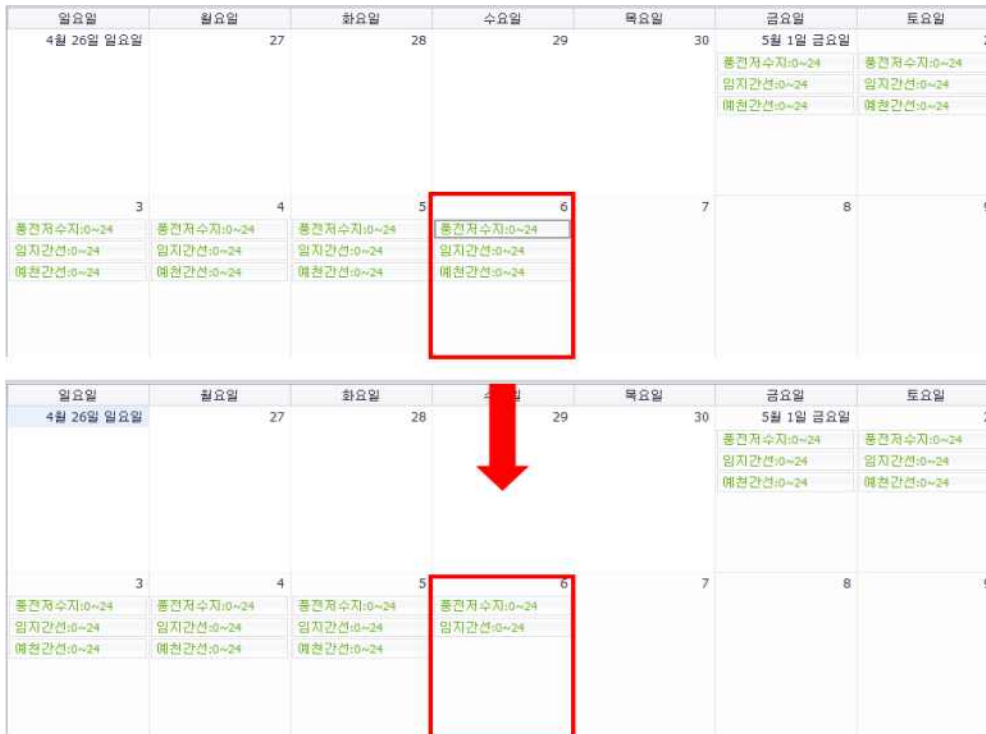 일요일 월요일 화요일 수요일 목요일 금요일 토요일
4월 26일 일요일 27 28 29 30 5월 1일 금요일
풍전저수지:0~24 풍전저수지:0~24
임지간선:0~24 임지간선:0~24
예천간선:0~24 예천간선:0~24
3 4 5 6 7 8
풍전저수지:0~24 풍전저수지:0~24 풍전저수지:0~24 풍전저수지:0~24
임지간선:0~24 임지간선:0~24 임지간선:0~24 임지간선:0~24
예천간선:0~24 예천간선:0~24 예천간선:0~24 예천간선:0~24
일요일 월요일 화요일 목요일 금요일 토요일
4월 26일 일요일 27 28 29 30 5월 1일 금요일
풍전저수지:0~24 풍전저수지:0~24
임지간선:0~24 임지간선:0~24
예천간선:0~24 예천간선:0~24
3 4 5 6 7 8
풍전저수지:0~24 풍전저수지:0~24 풍전저수지:0~24 풍전저수지:0~24
임지간선:0~24 임지간선:0~24 임지간선:0~24 임지간선:0~24
예천간선:0~24 예천간선:0~24 예천간선:0~24